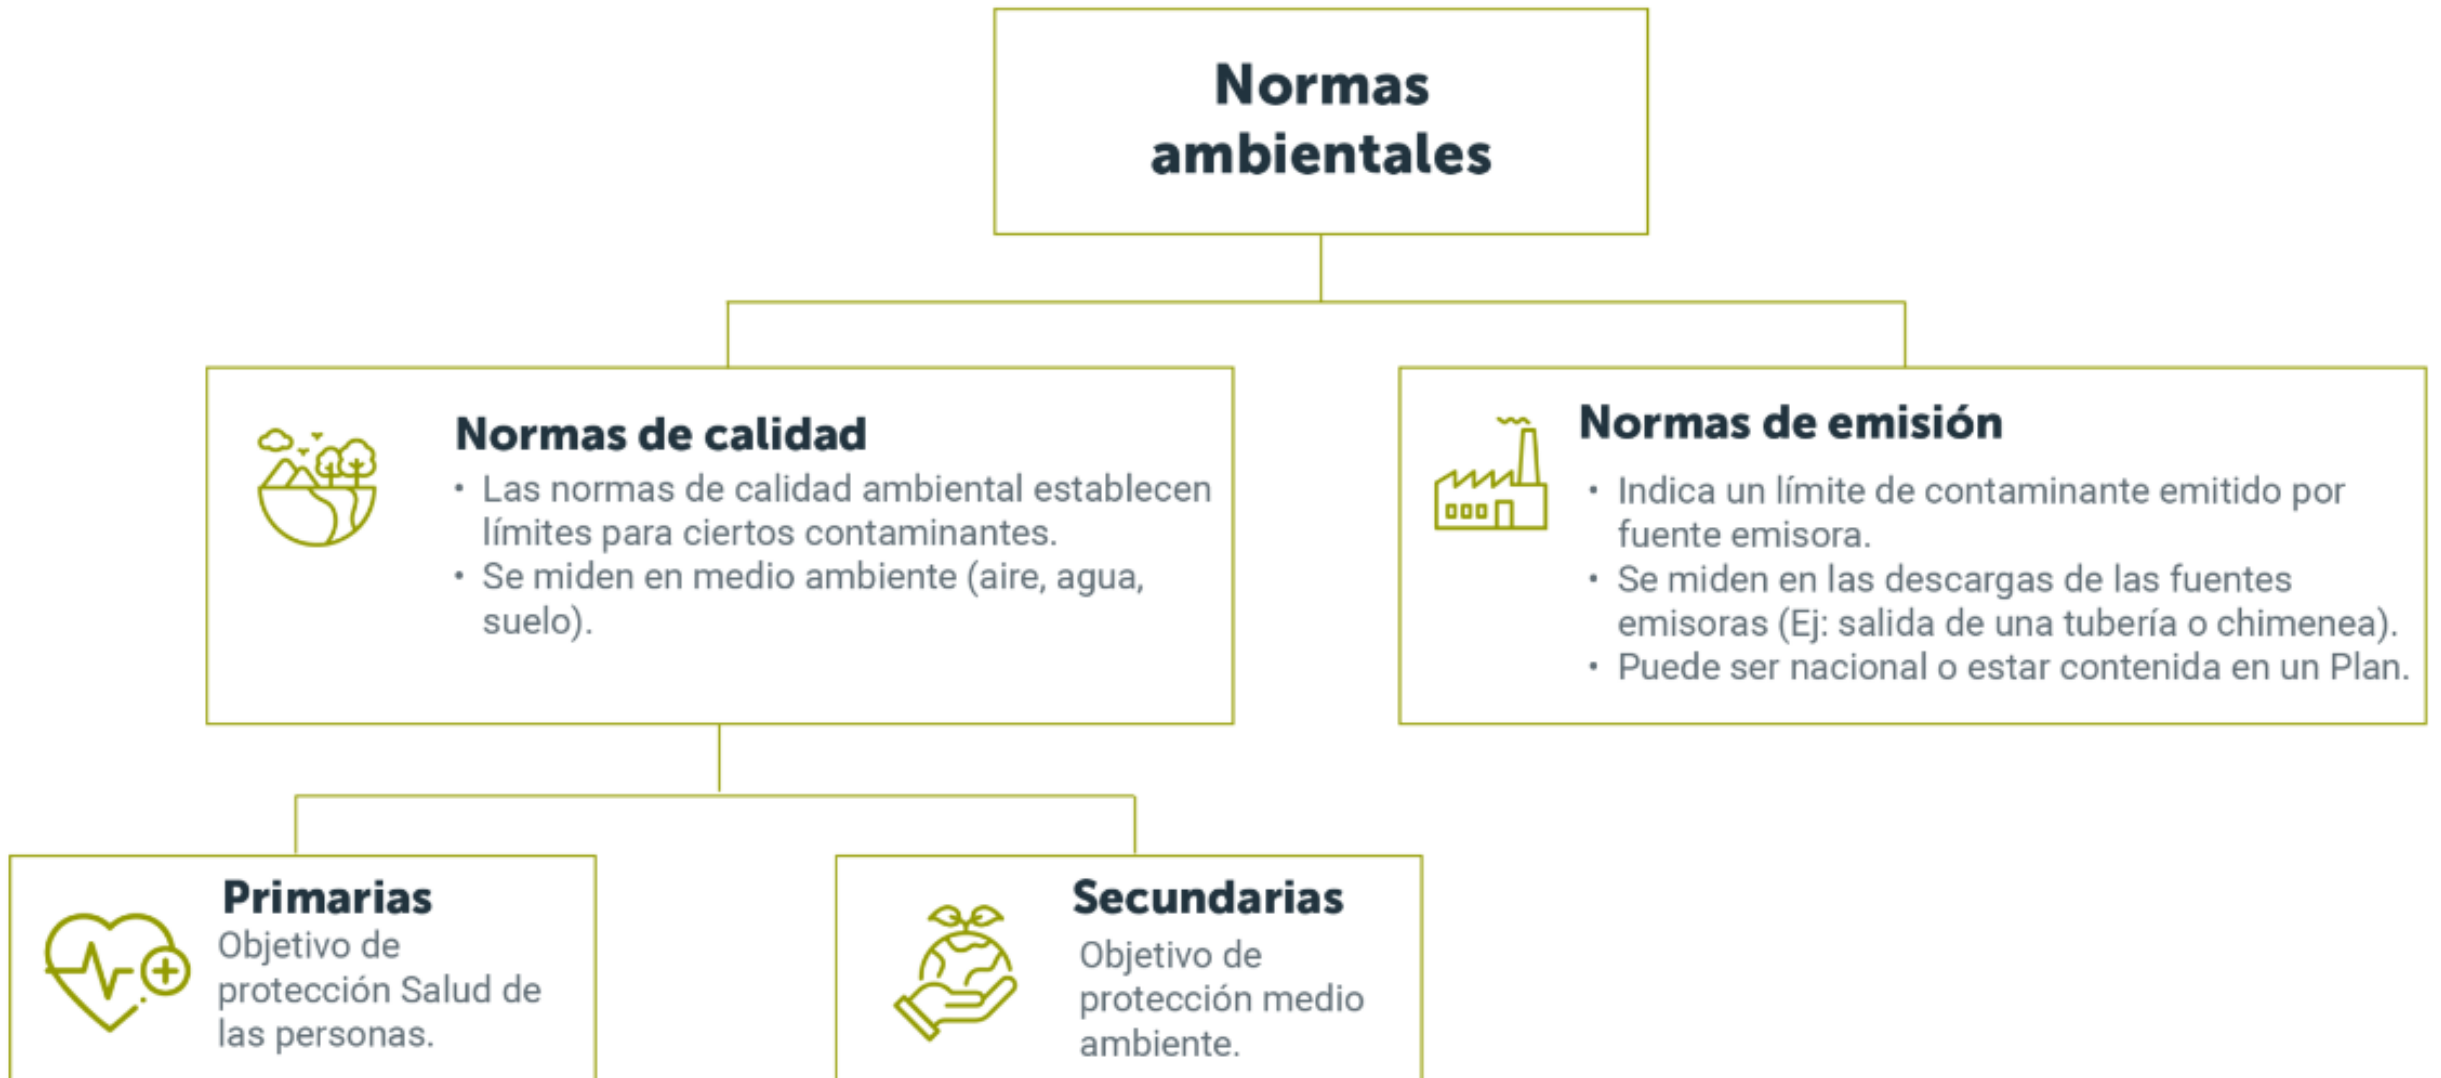 Normas
ambientales
Normas de calidad
• Las normas de calidad ambiental establecen
límites para ciertos contaminantes.
• Se miden en medio ambiente (aire, agua,
suelo).
Normas de emisión
• Indica un límite de contaminante emitido por
fuente emisora.
• Se miden en las descargas de las fuentes
emisoras (Ej: salida de una tubería o chimenea).
• Puede ser nacional o estar contenida en un Plan.
Primarias
Objetivo de
protección Salud de
las personas.
Secundarias
Objetivo de
protección medio
ambiente.